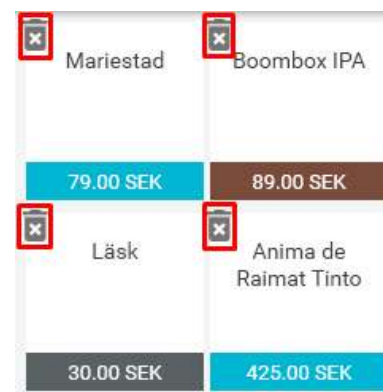 Mariestad
Boombox IPA
79.00 SEK
89.00 SEK
Läsk
Anima de
Raimat Tinto
30.00 SEK
425.00 SEK